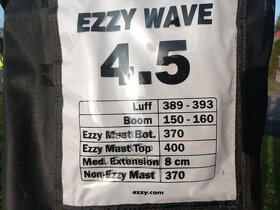 EZZY WAVE
4.5
Luff 389 - 393
Boom 150 - 160
Ezzy Mast Bot. 370
Ezzy Mast Top 400
Med. Extension 8 cm
Non-Ezzy Mast 370
ezzy.com